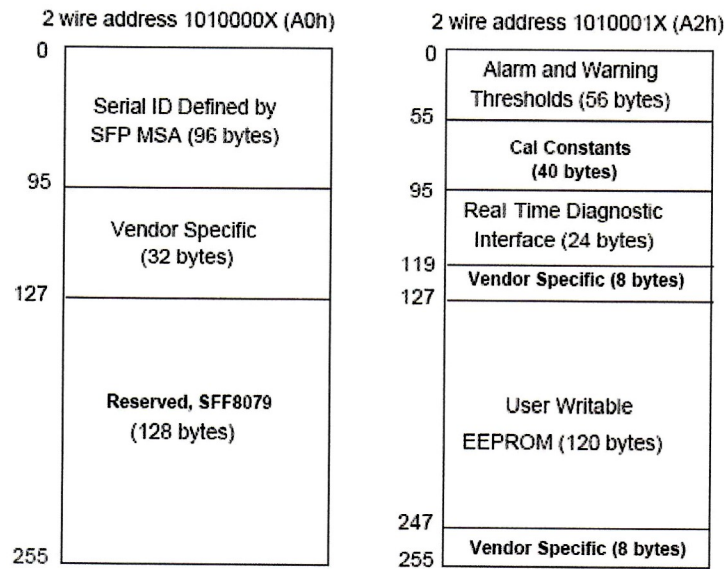 2 wire address 1010000X (A0h)
0
Serial ID Defined by
SFP MSA (96 bytes)
95
Vendor Specific
(32 bytes)
127
Reserved, SFF8079
(128 bytes)
255
2 wire address 1010001X (A2h)
0
Alarm and Warning
Thresholds (56 bytes)
55
Cal Constants
(40 bytes)
95
Real Time Diagnostic
Interface (24 bytes)
119
Vendor Specific (8 bytes)
127
User Writable
EEPROM (120 bytes)
247
Vendor Specific (8 bytes)
255